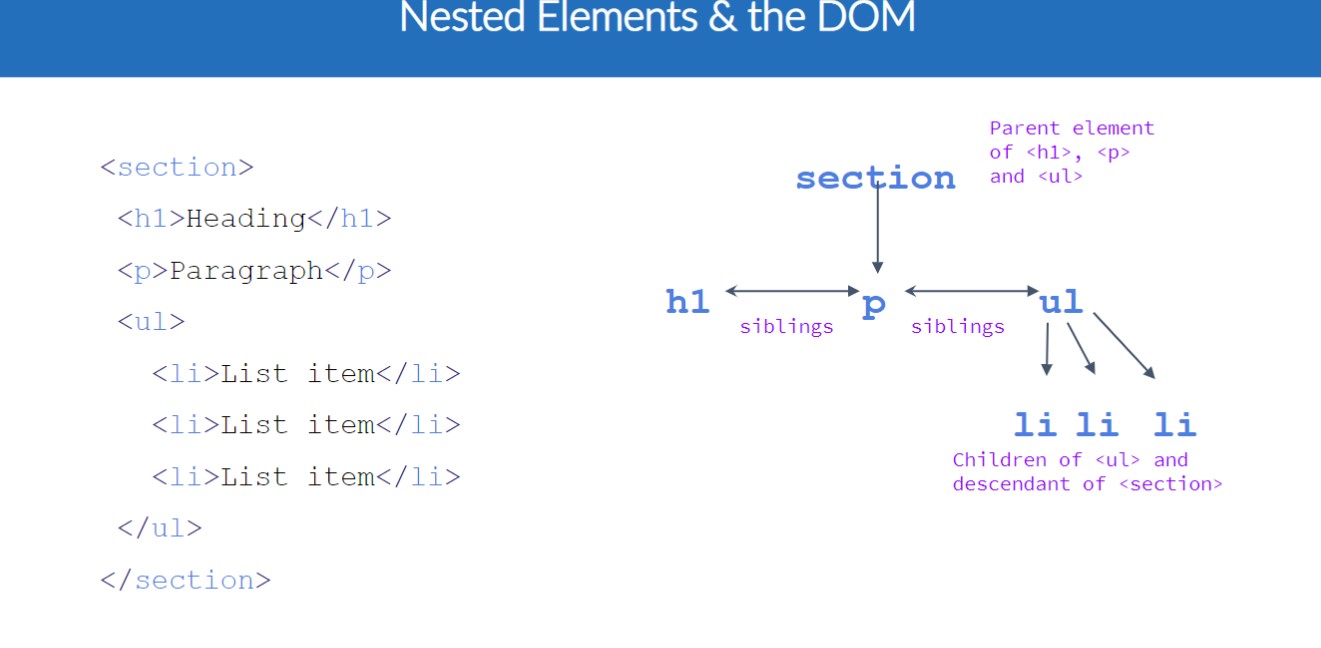 Nested Elements & the DOM
<section>
<h1>Heading</h1>
<p>Paragraph</p>
<ul>
<li>List item</li>
<li>List item</li>
<li>List item</li>
</ul>
</section>
Parent element
of <h1>, <p>
and <ul>
section
h1
siblings
p
siblings
ul
li li li
Children of <ul> and
descendant of <section>